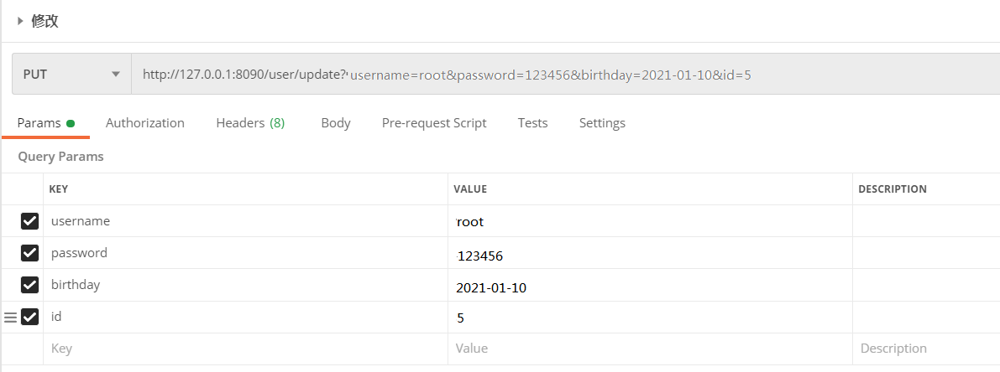 修改
PUT http://127.0.0.1:8090/user/update?username=root&password=123456&birthday=2021-01-10&id=5
Params Authorization Headers (8) Body Pre-request Script Tests Settings
Query Params
KEY VALUE DESCRIPTION
username root
password 123456
birthday 2021-01-10
id 5
Key Value Description